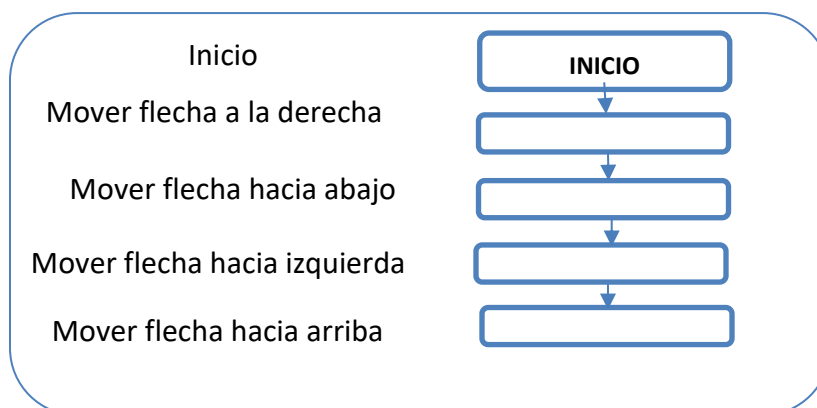 Inicio
INICIO
Mover flecha a la derecha
Mover flecha hacia abajo
Mover flecha hacia izquierda
Mover flecha hacia arriba